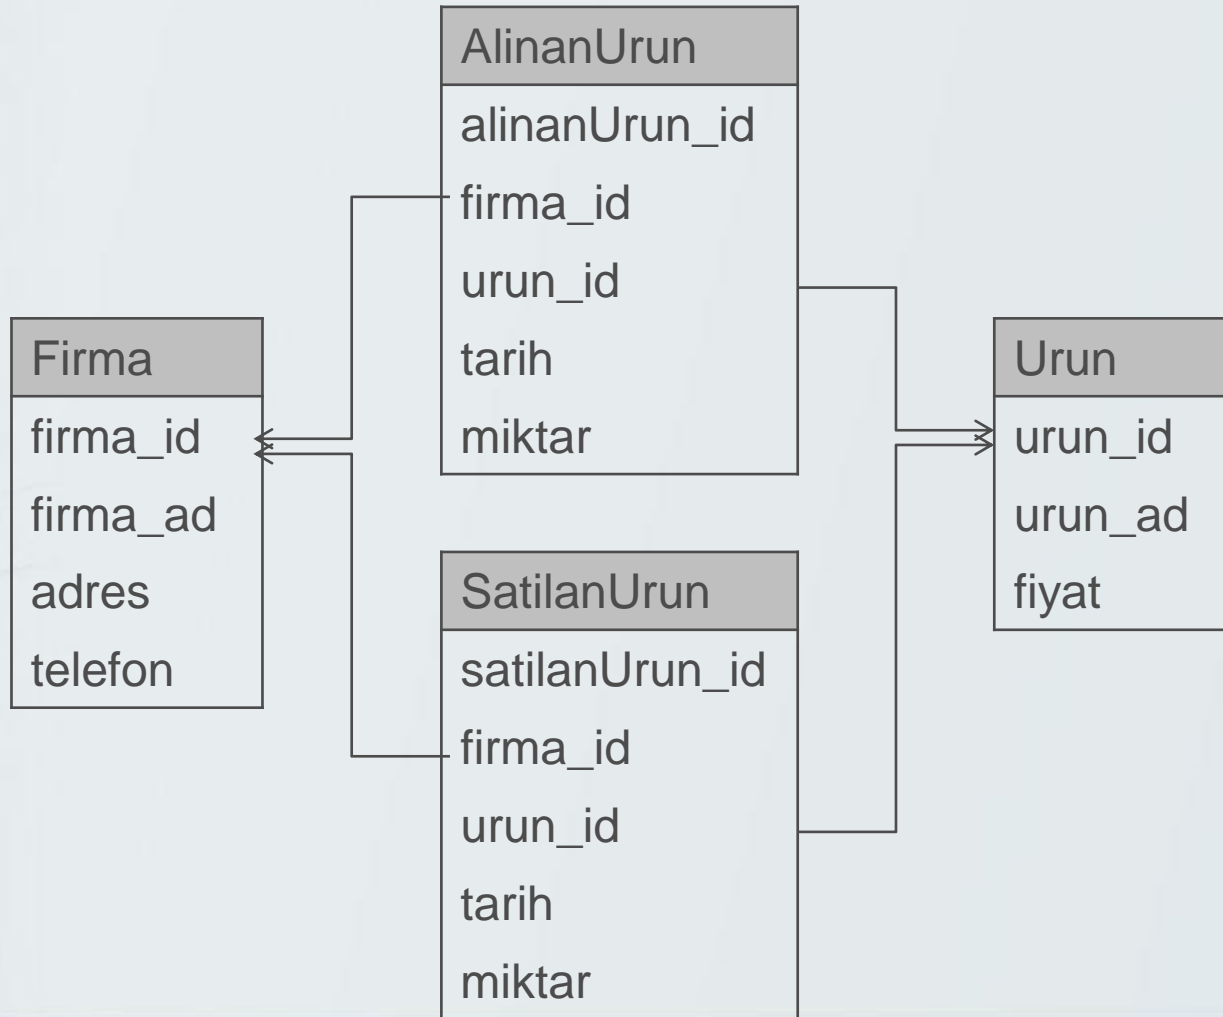 AlinanUrun
alinanUrun_id
firma_id
urun_id
tarih
miktar
Firma
firma_id
firma_ad
adres
telefon
Urun
urun_id
urun_ad
fiyat
SatilanUrun
satilanUrun_id
firma_id
urun_id
tarih
miktar